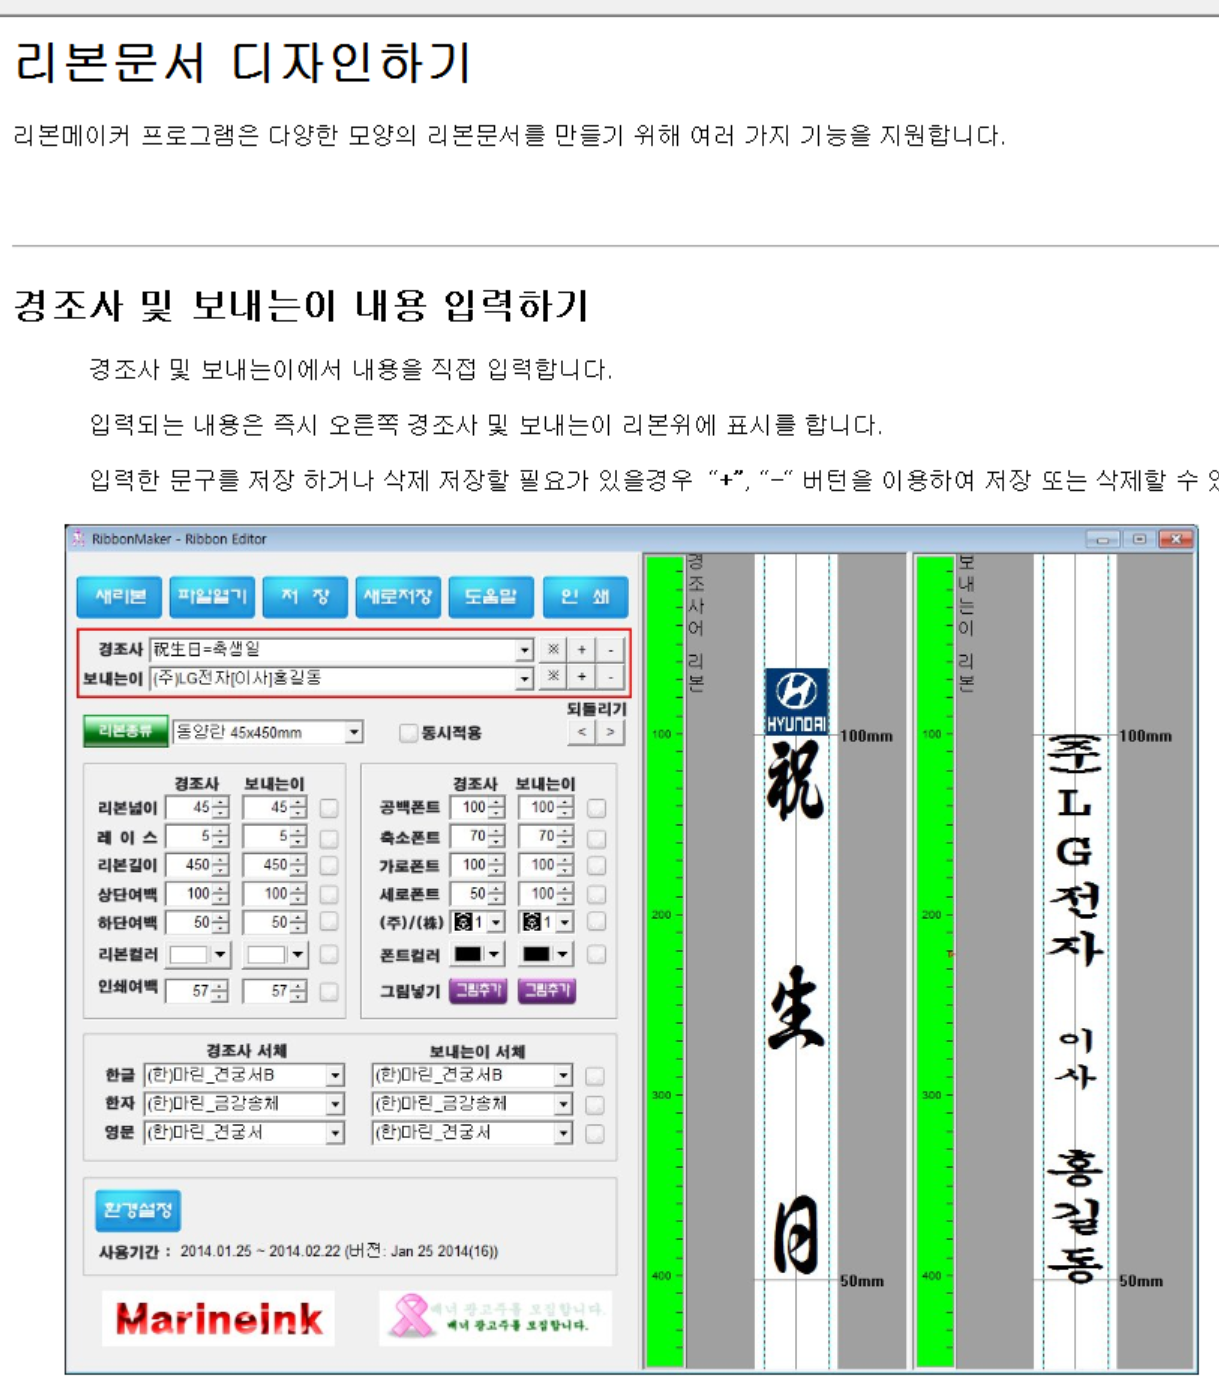 리본문서 디자인하기
리본메이커 프로그램은 다양한 모양의 리본문서를 만들기 위해 여러 가지 기능을 지원합니다.
경조사 및 보내는이 내용 입력하기
경조사 및 보내는이에서 내용을 직접 입력합니다.
입력되는 내용은 즉시 오른쪽 경조사 및 보내는이 리본위에 표시를 합니다.
입력한 문구를 저장 하거나 삭제 저장할 필요가 있을경우 “+”, “-“ 버턴을 이용하여 저장 또는 삭제할 수 있
RibbonMaker - Ribbon Editor
새리본 파일열기 저 장 새로저장 도움말 인 쇄
경조사 祝生日=축생일 ※ + -
보내는이 (주)LG전자[이사]홍길동 ※ + -
되돌리기
리본종류 동양란 45x450mm 동시적용 < >
경조사 보내는이
리본넓이 45 45
레 이 스 5 5
리본길이 450 450
상단여백 100 100
하단여백 50 50
리본컬러
인쇄여백 57 57
경조사 보내는이
공백폰트 100 100
축소폰트 70 70
가로폰트 100 100
세로폰트 50 100
(주)/(株) 1 1
폰트컬러
그림넣기 그림추가 그림추가
경조사 서체 보내는이 서체
한글 (한)마린_견궁서B (한)마린_견궁서B
한자 (한)마린_금강송체 (한)마린_금강송체
영문 (한)마린_견궁서 (한)마린_견궁서
환경설정
사용기간 : 2014.01.25 ~ 2014.02.22 (버젼: Jan 25 2014(16))
Marineink
배너 광고주를 모집합니다.
배너 광고주를 모집합니다.
경조사어 리본
100
200
300
400
HYUNDAI
祝生日
100mm
50mm
보내는이 리본
100
200
300
400
(주)LG전자 이사 홍길동
100mm
50mm